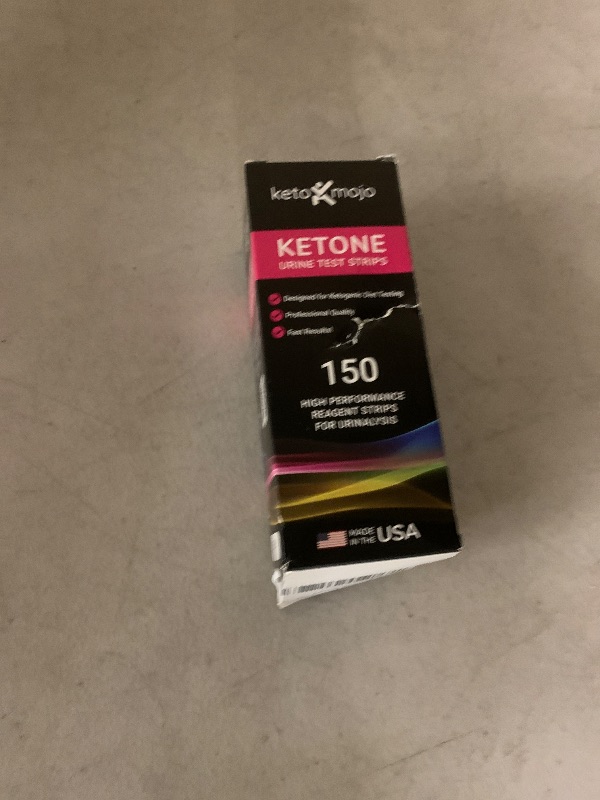 keto mojo
KETONE
URINE TEST STRIPS
Designed for Ketogenic Diet Testing
Professional Quality
Fast Results!
150
HIGH PERFORMANCE
REAGENT STRIPS
FOR URINALYSIS
MADE
IN THE USA